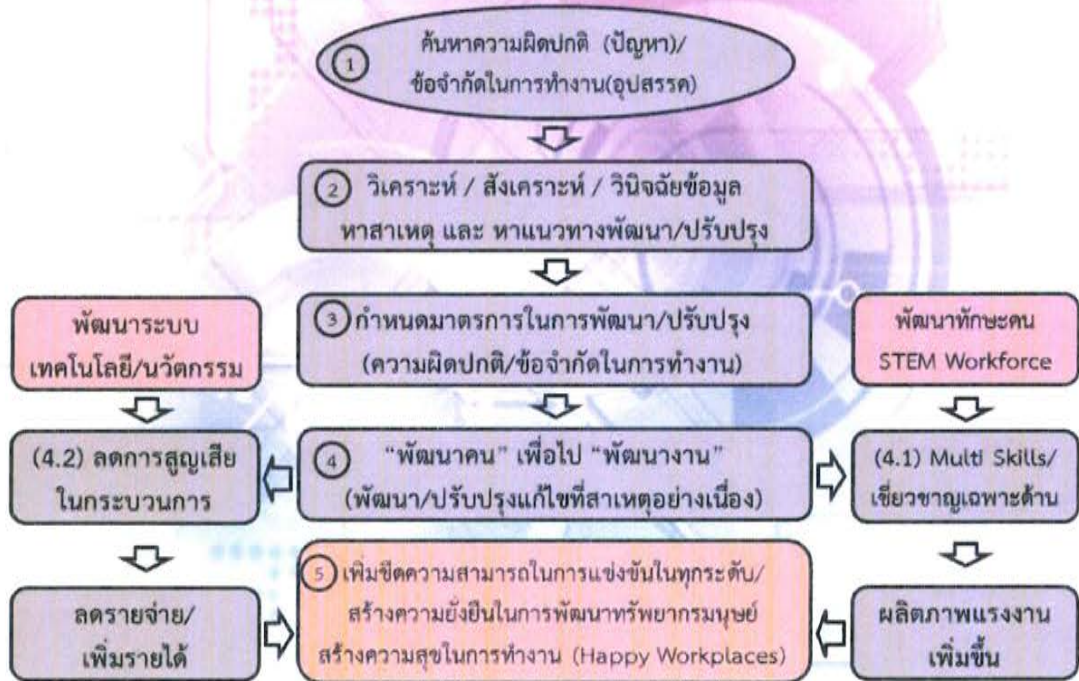 ① ค้นหาความผิดปกติ (ปัญหา)/
ข้อจำกัดในการทำงาน(อุปสรรค)
② วิเคราะห์ / สังเคราะห์ / วินิจฉัยข้อมูล
หาสาเหตุ และ หาแนวทางพัฒนา/ปรับปรุง
พัฒนาระบบ
เทคโนโลยี/นวัตกรรม
③ กำหนดมาตรการในการพัฒนา/ปรับปรุง
(ความผิดปกติ/ข้อจำกัดในการทำงาน)
พัฒนาทักษะคน
STEM Workforce
(4.2) ลดการสูญเสีย
ในกระบวนการ
④ “พัฒนาคน” เพื่อไป “พัฒนางาน”
(พัฒนา/ปรับปรุงแก้ไขที่สาเหตุอย่างเนื่อง)
(4.1) Multi Skills/
เชี่ยวชาญเฉพาะด้าน
ลดรายจ่าย/
เพิ่มรายได้
⑤ เพิ่มขีดความสามารถในการแข่งขันในทุกระดับ/
สร้างความยั่งยืนในการพัฒนาทรัพยากรมนุษย์
สร้างความสุขในการทำงาน (Happy Workplaces)
ผลิตภาพแรงงาน
เพิ่มขึ้น